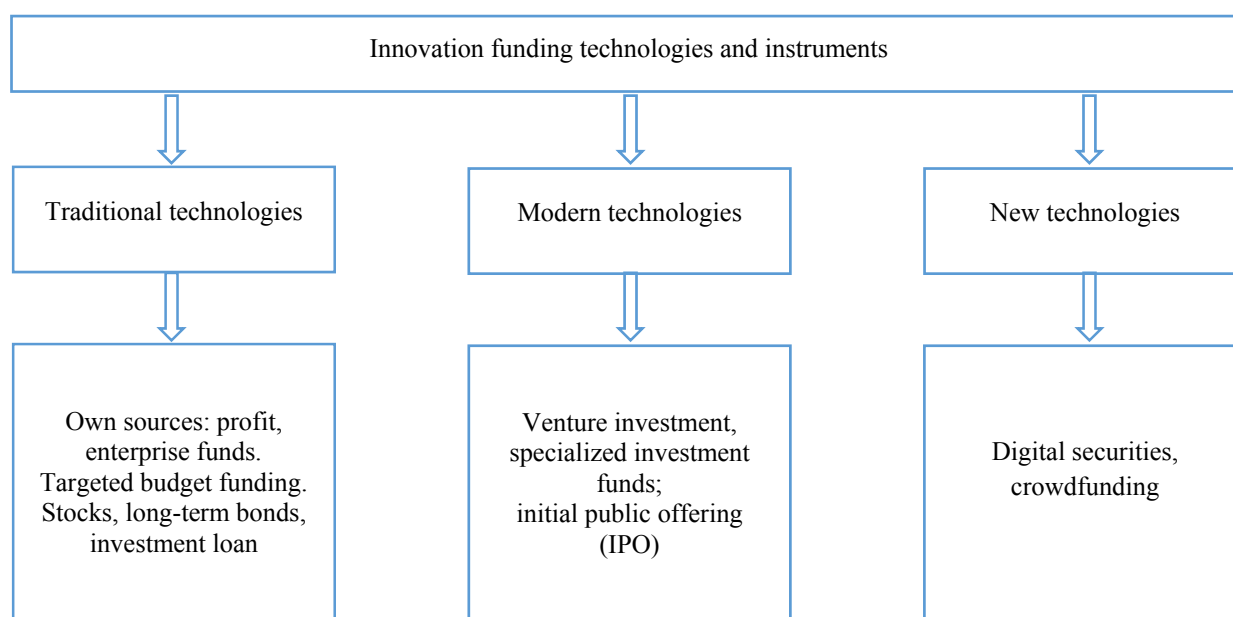 Innovation funding technologies and instruments
Traditional technologies
Modern technologies
New technologies
Own sources: profit,
enterprise funds.
Targeted budget funding.
Stocks, long-term bonds,
investment loan
Venture investment,
specialized investment
funds;
initial public offering
(IPO)
Digital securities,
crowdfunding